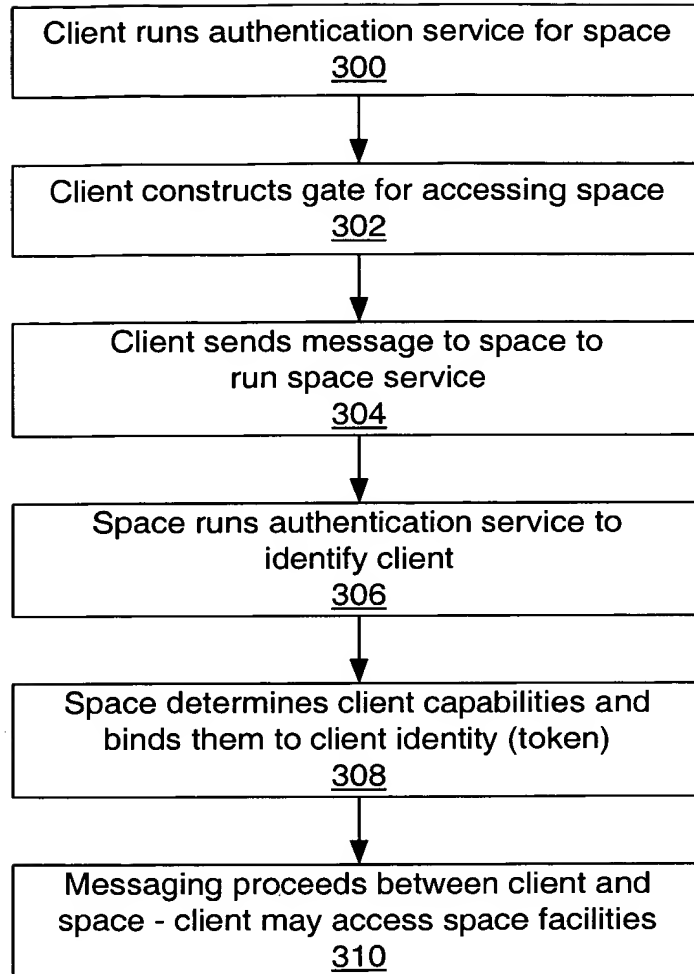 Client runs authentication service for space
300
Client constructs gate for accessing space
302
Client sends message to space to
run space service
304
Space runs authentication service to
identify client
306
Space determines client capabilities and
binds them to client identity (token)
308
Messaging proceeds between client and
space - client may access space facilities
310